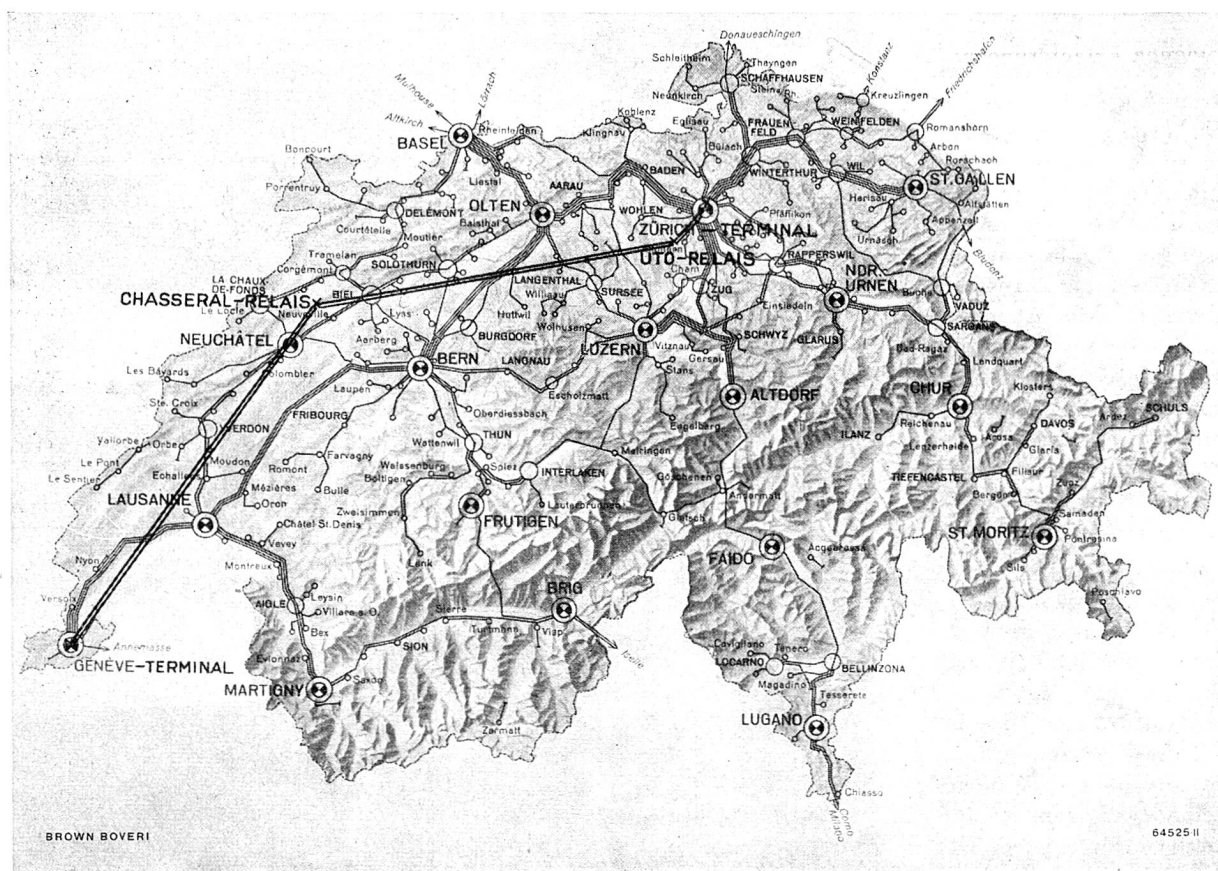 Donaueschingen
Schleitheim
Thayngen
SCHAFFHAUSEN
Stein a. Rh.
Neunkirch
Konstanz
Kreuzlingen
Friedrichshafen
Mulhouse
Lörrach
Altkirch
BASEL
Rheinfelden
Koblenz
Klingnau
Eglisau
Bülach
FRAUEN-
FELD
WEINFELDEN
Romanshorn
Arbon
Rorschach
Boncourt
Porrentruy
Liestal
BADEN
WINTERTHUR
WIL
ST. GALLEN
DELÉMONT
OLTEN
AARAU
WOHLEN
Pfäffikon
Herisau
Altstätten
Appenzell
Courtételle
Moutier
Balsthal
ZÜRICH-TERMINAL
Urnäsch
Tramelan
Corgémont
SOLOTHURN
UTO-RELAIS
RAPPERSWIL
Bludenz
LA CHAUX
DE-FONDS
BIEL
LANGENTHAL
SURSEE
Cham
ZUG
NDR.
URNEN
Buchs
CHASSERAL-RELAIS
Le Locle
Neuveville
Lyss
Huttwil
Willisau
Einsiedeln
VADUZ
SARGANS
NEUCHÂTEL
Aarberg
BURGDORF
Wolhusen
LUZERN
Vitznau
SCHWYZ
GLARUS
Bad-Ragaz
Landquart
Les Bayards
Colombier
BERN
LANGNAU
Stans
Gersau
Laupen
Escholzmatt
ALTDORF
CHUR
Klosters
Ste. Croix
FRIBOURG
Oberdiessbach
Engelberg
Reichenau
Ardez
SCHULS
Vallorbe
Orbe
YVERDON
Wattenwil
THUN
ILANZ
Arosa
DAVOS
Le Pont
Farvagny
Meiringen
Lenzerheide
Glaris
Le Sentier
Echallens
Moudon
Romont
Weissenburg
Spiez
INTERLAKEN
Göschenen
TIEFENCASTEL
Filisur
Mézières
Bulle
Boltigen
Andermatt
Bergün
Zuoz
LAUSANNE
Oron
Zweisimmen
FRUTIGEN
Lauterbrunnen
Gletsch
Samaden
Châtel St. Denis
Vevey
Lenk
FAIDO
Acquarossa
ST. MORITZ
Pontresina
Nyon
Montreux
Sils
Versoix
AIGLE
Leysin
Villars s. O.
Bex
BRIG
Poschiavo
Annemasse
Sierre
Turtmann
Visp
Iselle
Cavigliano
Tenero
GENÈVE-TERMINAL
Evionnaz
SION
LOCARNO
BELLINZONA
MARTIGNY
Saxon
Magadino
Tesserete
LUGANO
Zermatt
Chiasso
Como
Milano
BROWN BOVERI
64525 II